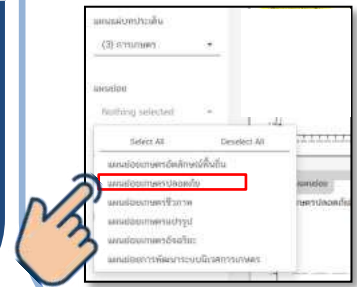 แผนแม่บทประเด็น
(3) การเกษตร
แผนย่อย
Nothing selected
Select All Deselect All
แผนย่อยเกษตรอัตลักษณ์พื้นถิ่น
แผนย่อยเกษตรปลอดภัย
แผนย่อยเกษตรชีวภาพ
แผนย่อยเกษตรแปรรูป
แผนย่อยเกษตรอัจฉริยะ
แผนย่อยการพัฒนาระบบนิเวศการเกษตร
แผนย่อย